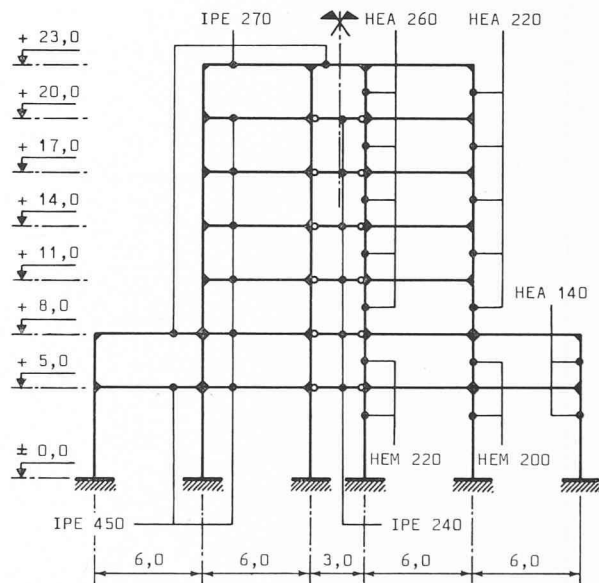 IPE 270 HEA 260 HEA 220
+ 23,0
+ 20,0
+ 17,0
+ 14,0
+ 11,0
HEA 140
+ 8,0
+ 5,0
± 0,0
HEM 220 HEM 200
IPE 450 IPE 240
6,0 6,0 3,0 6,0 6,0